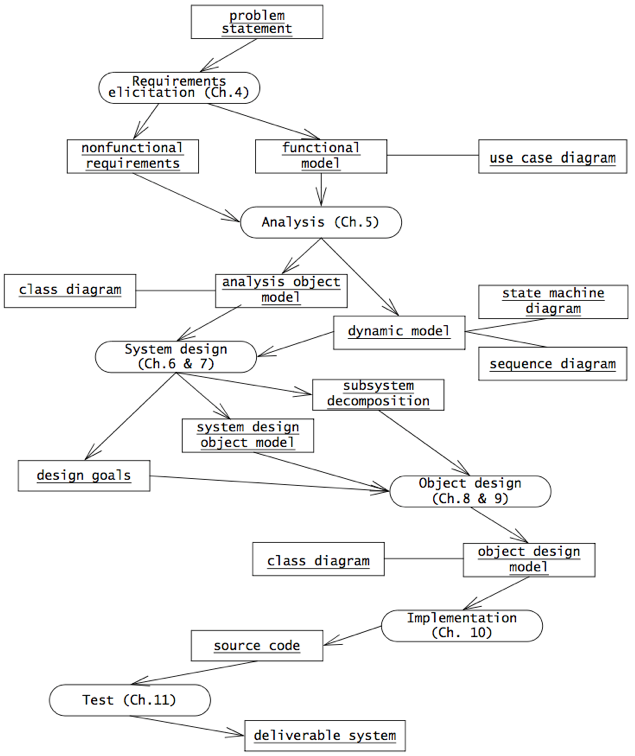 problem
statement
Requirements
elicitation (Ch.4)
nonfunctional
requirements
functional
model
use case diagram
Analysis (Ch.5)
class diagram
analysis object
model
state machine
diagram
dynamic model
System design
(Ch.6 & 7)
sequence diagram
subsystem
decomposition
system design
object model
design goals
Object design
(Ch.8 & 9)
class diagram
object design
model
Implementation
(Ch. 10)
source code
Test (Ch.11)
deliverable system